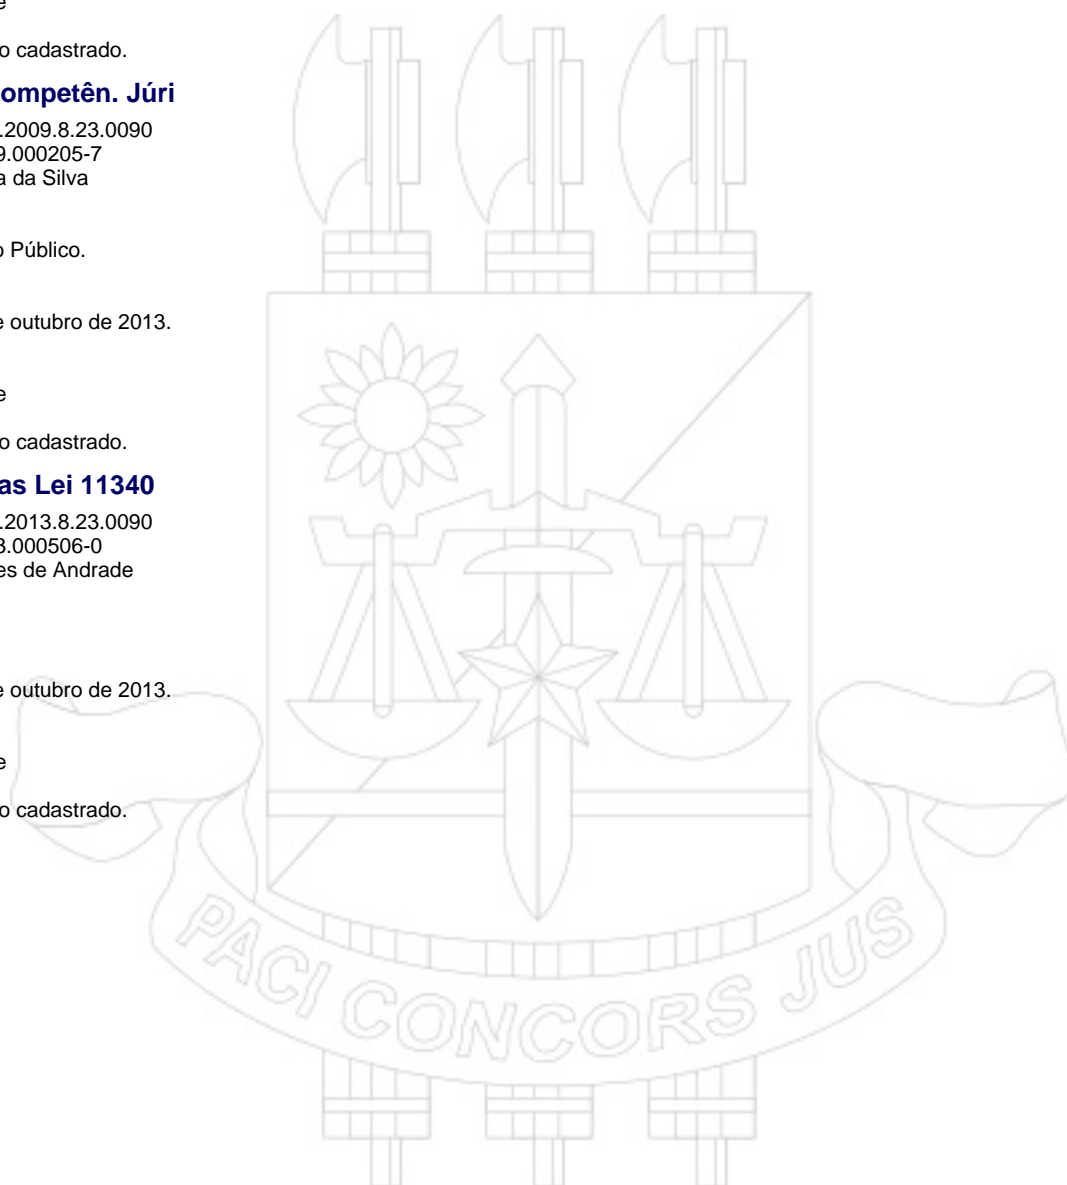 e
o cadastrado.
ompetên. Júri
.2009.8.23.0090
9.000205-7
a da Silva
o Público.
e outubro de 2013.
e
o cadastrado.
as Lei 11340
.2013.8.23.0090
3.000506-0
es de Andrade
e outubro de 2013.
e
o cadastrado.
PACI CONCORS JUS